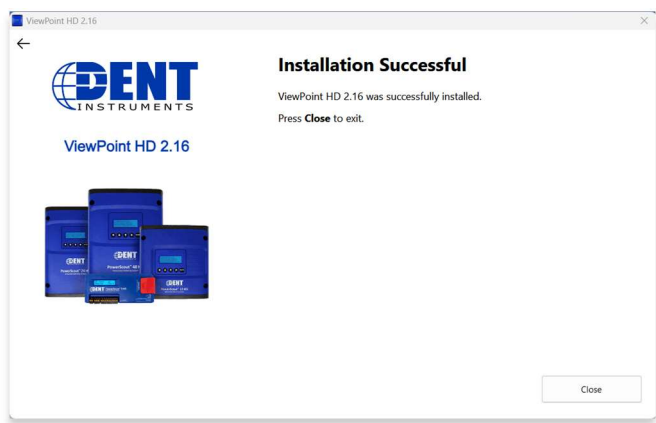 ViewPoint HD 2.16
DENT
INSTRUMENTS
ViewPoint HD 2.16
Installation Successful
ViewPoint HD 2.16 was successfully installed.
Press Close to exit.
DENT
DENT
DENT
DENT
Close